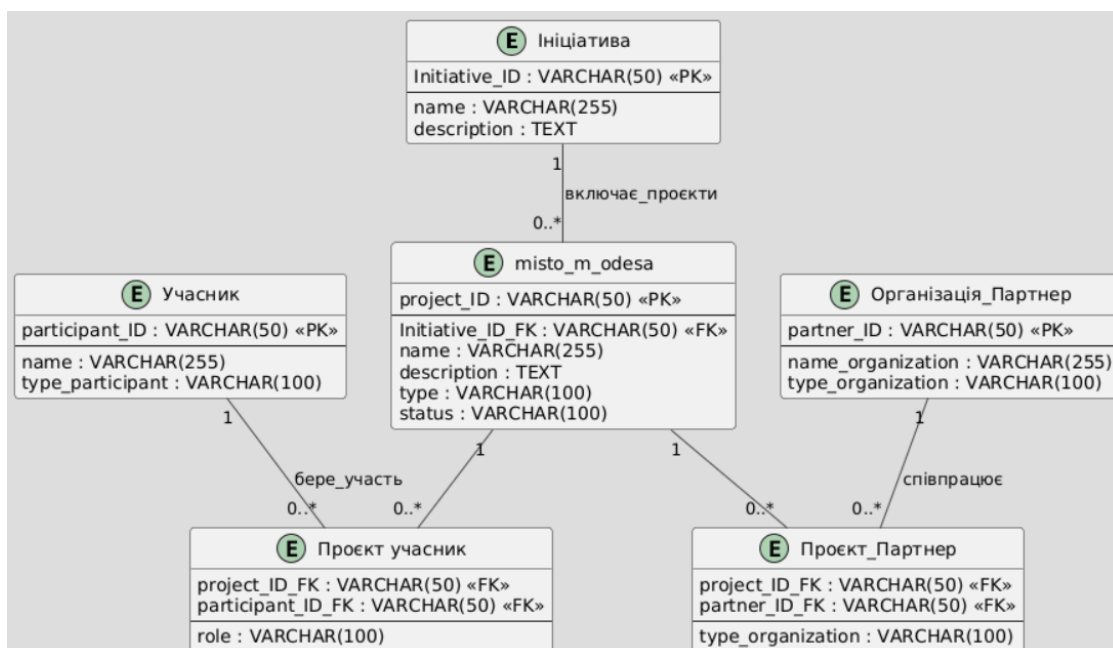 E Ініціатива
Initiative_ID : VARCHAR(50) «PK»
name : VARCHAR(255)
description : TEXT
1
включає_проєкти
0..*
E misto_m_odesa
project_ID : VARCHAR(50) «PK»
Initiative_ID_FK : VARCHAR(50) «FK»
name : VARCHAR(255)
description : TEXT
type : VARCHAR(100)
status : VARCHAR(100)
E Учасник
participant_ID : VARCHAR(50) «PK»
name : VARCHAR(255)
type_participant : VARCHAR(100)
E Організація_Партнер
partner_ID : VARCHAR(50) «PK»
name_organization : VARCHAR(255)
type_organization : VARCHAR(100)
1
1
1
1
бере_участь
співпрацює
0..*
0..*
0..*
0..*
E Проєкт учасник
project_ID_FK : VARCHAR(50) «FK»
participant_ID_FK : VARCHAR(50) «FK»
role : VARCHAR(100)
E Проєкт_Партнер
project_ID_FK : VARCHAR(50) «FK»
partner_ID_FK : VARCHAR(50) «FK»
type_organization : VARCHAR(100)